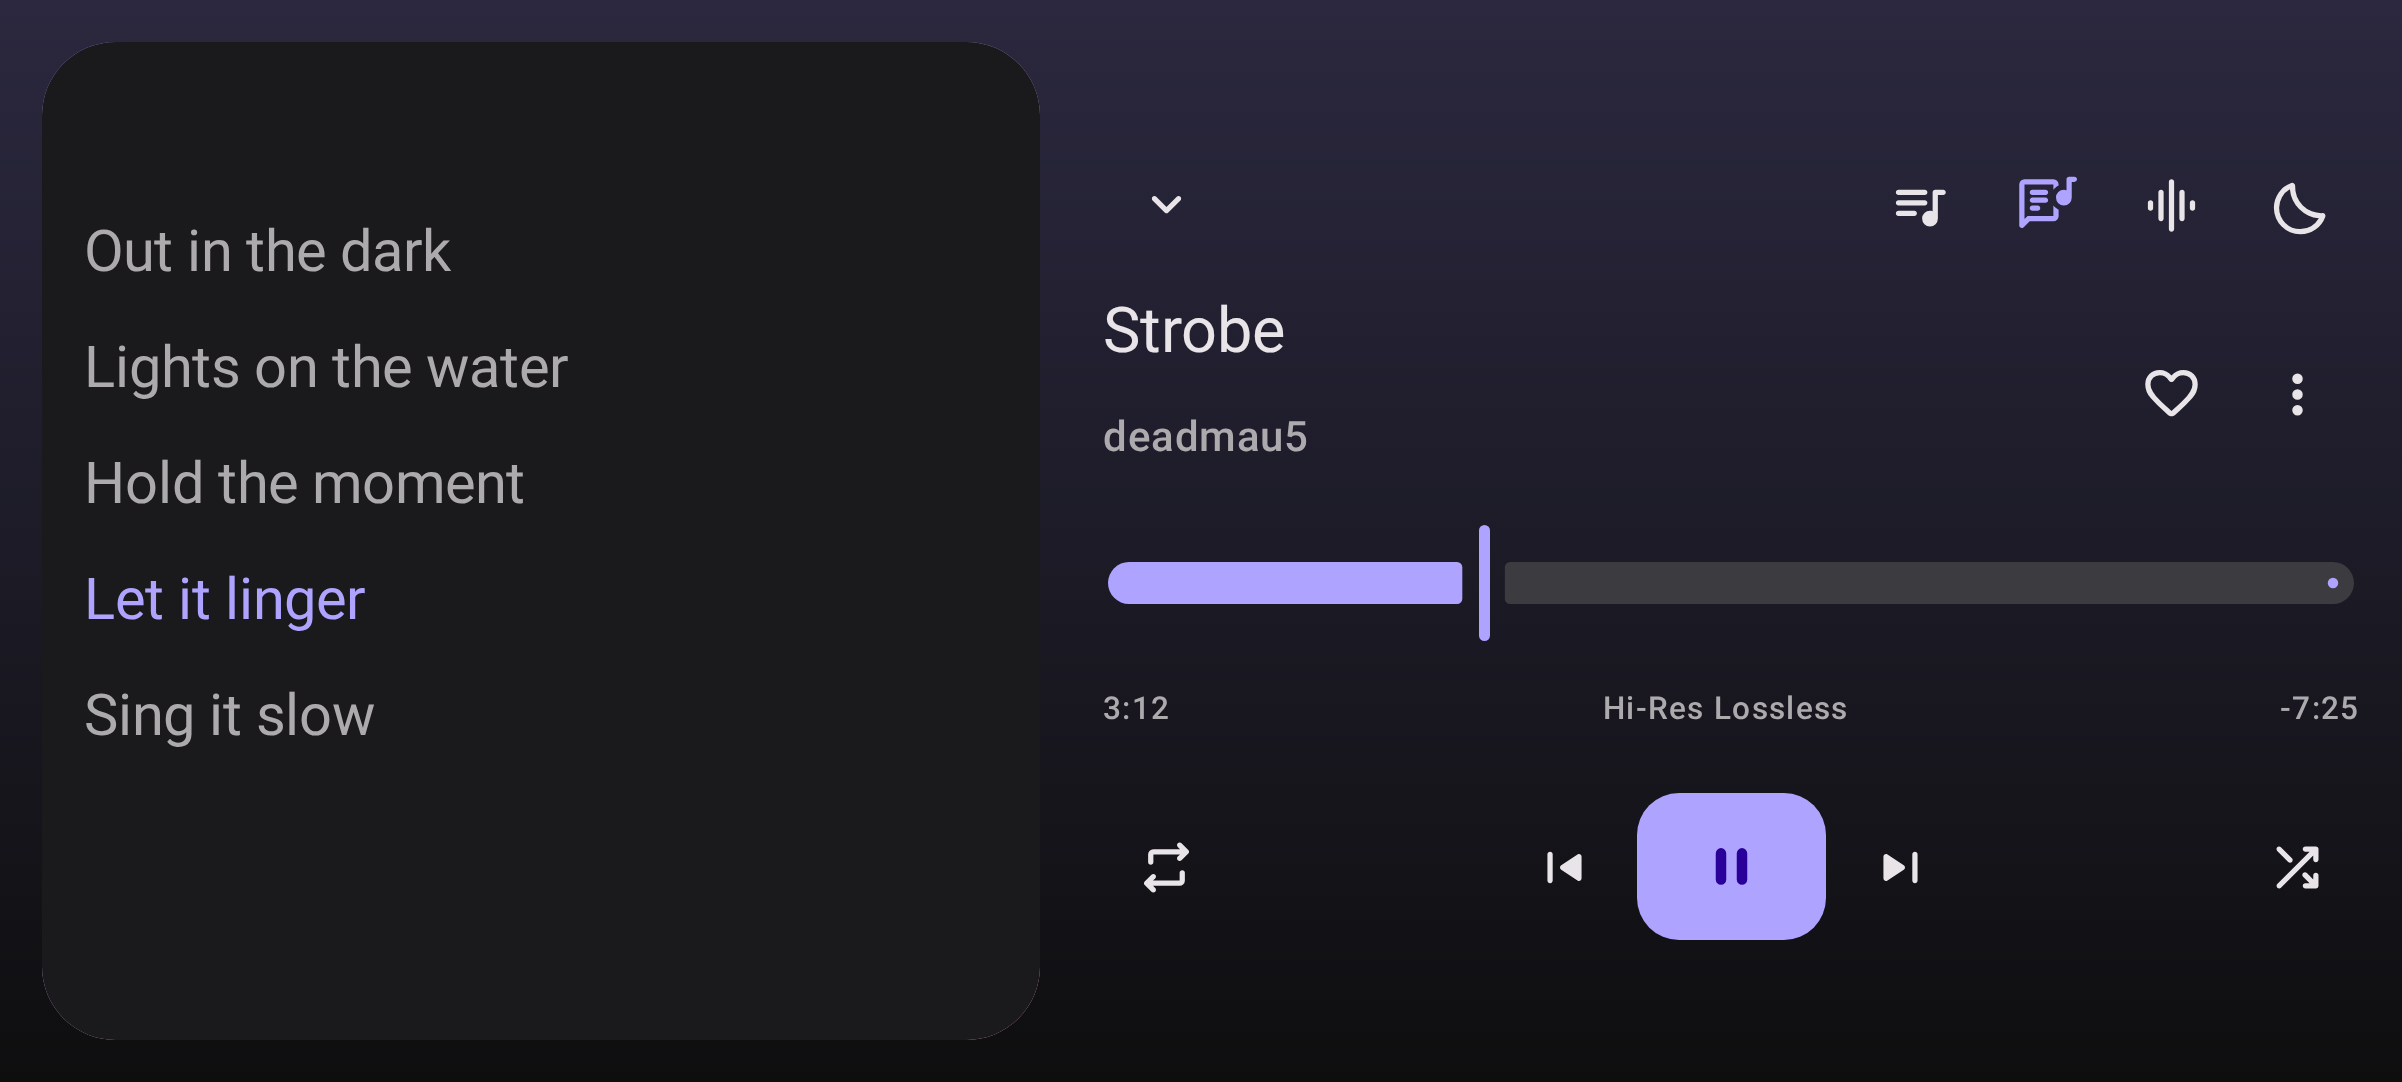 Out in the dark
Lights on the water
Hold the moment
Let it linger
Sing it slow
Strobe
deadmau5
3:12
Hi-Res Lossless
-7:25